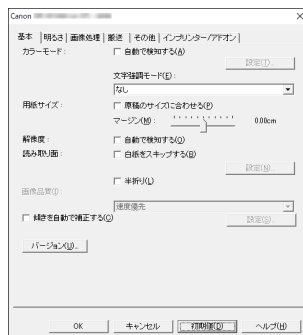 Canon
基本 明るさ 画像処理 搬送 その他 インプリンター/アドオン
カラーモード: 自動で検知する(A)
設定(T)...
文字強調モード(E):
なし
用紙サイズ: 原稿のサイズに合わせる(P)
マージン(M): 0.00cm
解像度: 自動で検知する(O)
読み取り面: 白紙をスキップする(B)
設定(N)...
半折り(L)
画像品質(I):
速度優先
傾きを自動で補正する(C)
設定(S)...
バージョン(U)...
OK キャンセル 初期値(D) ヘルプ(H)